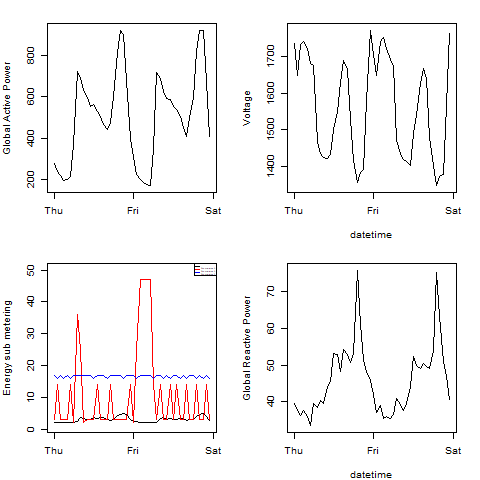 Global Active Power
200 400 600 800
Thu Fri Sat
Voltage
1400 1500 1600 1700
Thu Fri Sat
datetime
Energy sub metering
0 10 20 30 40 50
Thu Fri Sat
Global Reactive Power
40 50 60 70
Thu Fri Sat
datetime